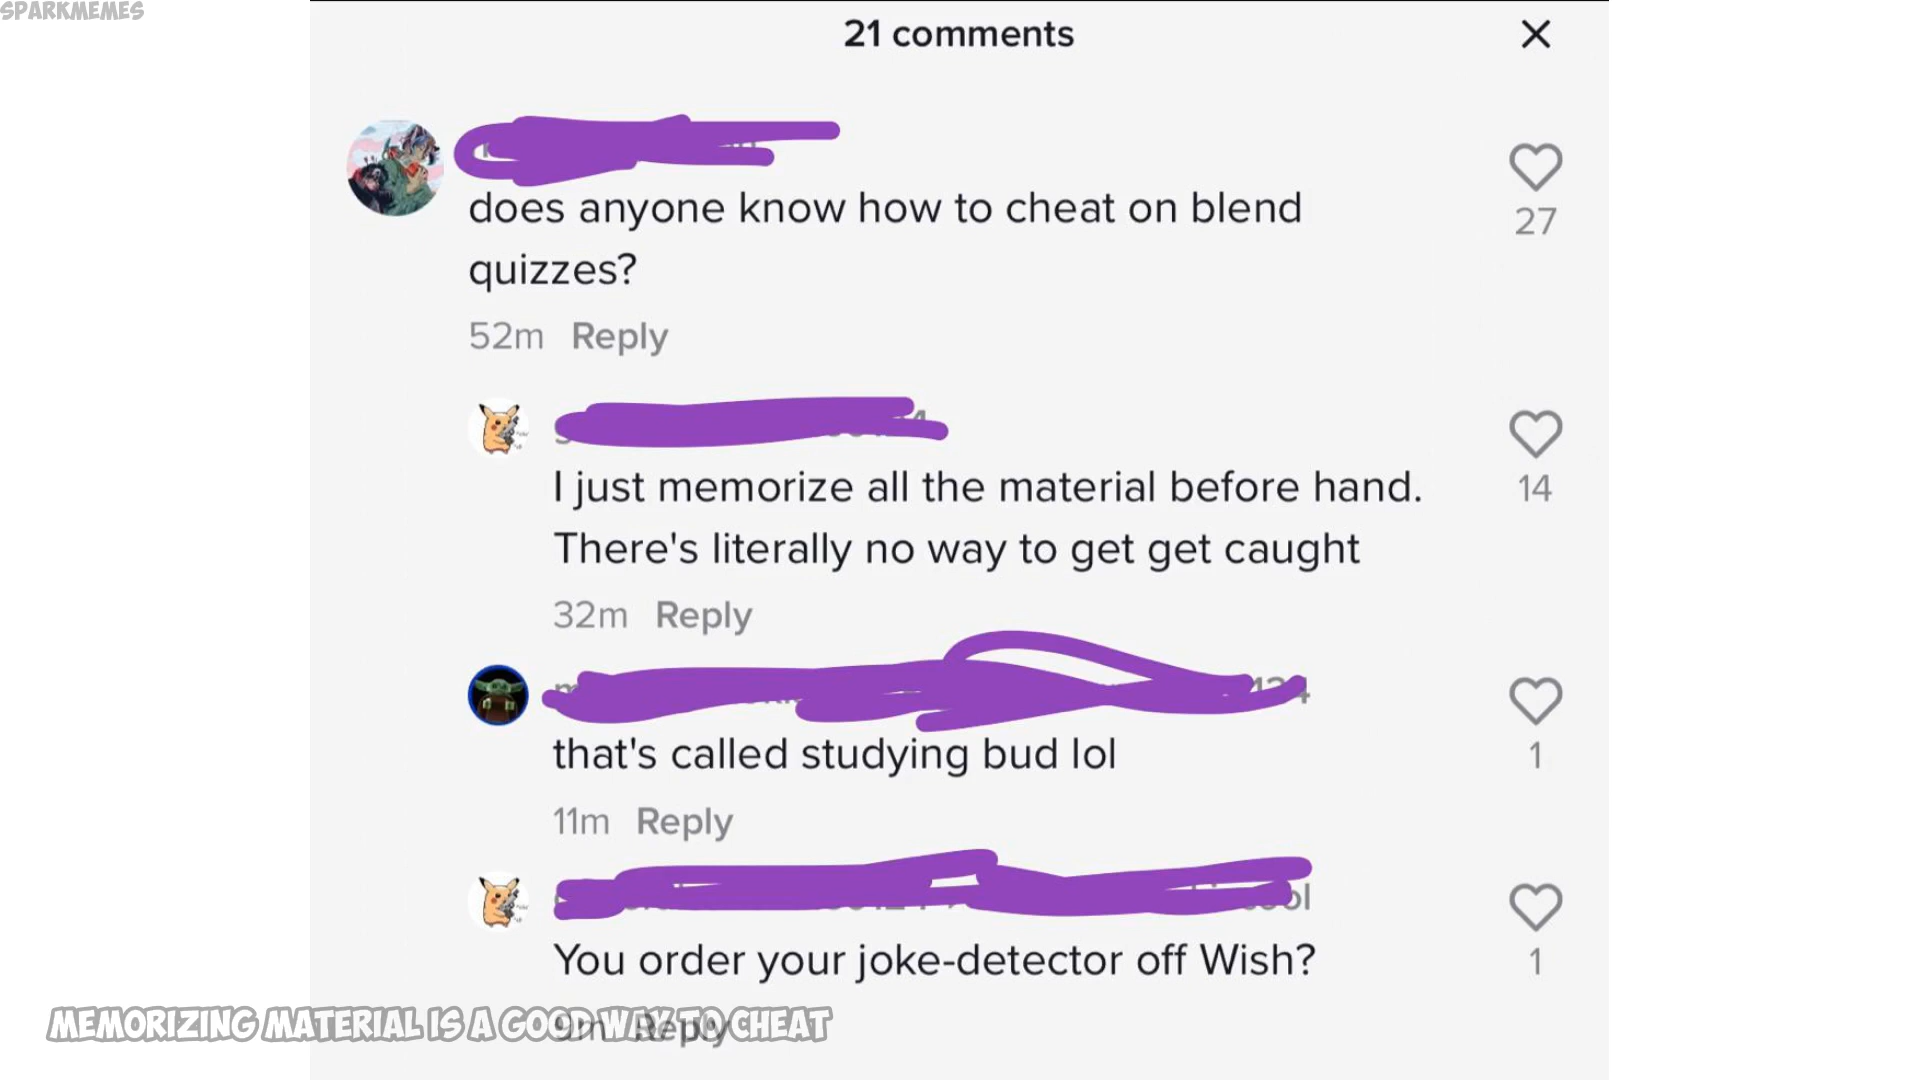 SPARKMEMES
21 comments
does anyone know how to cheat on blend
quizzes?
27
52m Reply
I just memorize all the material before hand.
There's literally no way to get get caught
14
32m Reply
that's called studying bud lol
1
11m Reply
You order your joke-detector off Wish?
1
9m Reply
MEMORIZING MATERIAL IS A GOOD WAY TO CHEAT